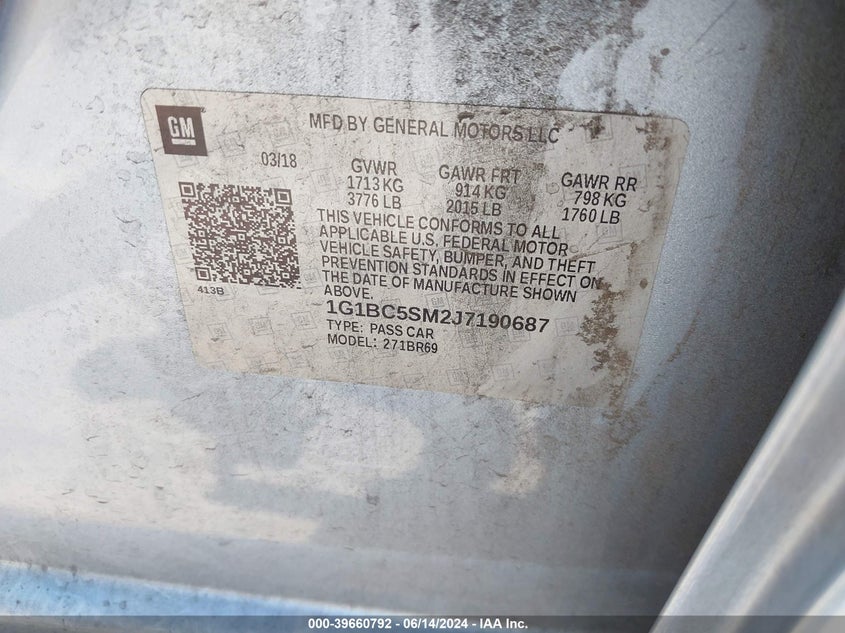 GM
MFD BY GENERAL MOTORS LLC
03/18
GVWR
1713 KG
3776 LB
GAWR FRT
914 KG
2015 LB
GAWR RR
798 KG
1760 LB
THIS VEHICLE CONFORMS TO ALL
APPLICABLE U.S. FEDERAL MOTOR
VEHICLE SAFETY, BUMPER, AND THEFT
PREVENTION STANDARDS IN EFFECT ON
THE DATE OF MANUFACTURE SHOWN
ABOVE.
413B
1G1BC5SM2J7190687
TYPE: PASS CAR
MODEL: 271BR69
000-39660792 - 06/14/2024 - IAA Inc.